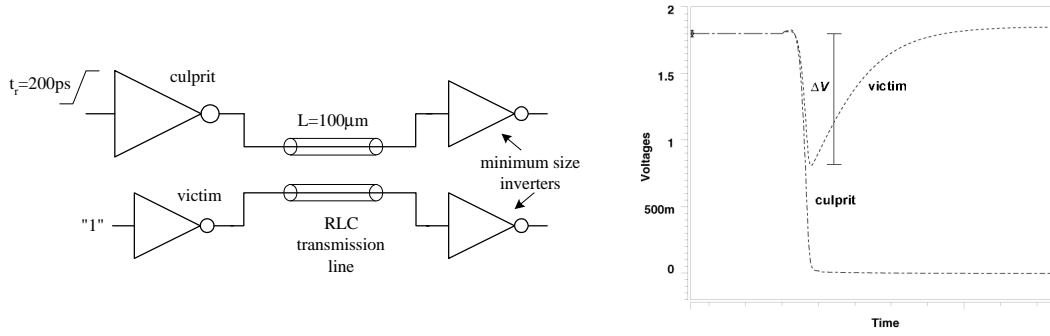 culprit
t_r=200ps
L=100μm
minimum size
inverters
victim
"1"
RLC
transmission
line
2
1.5
1
500m
0
Voltages
ΔV
victim
culprit
Time